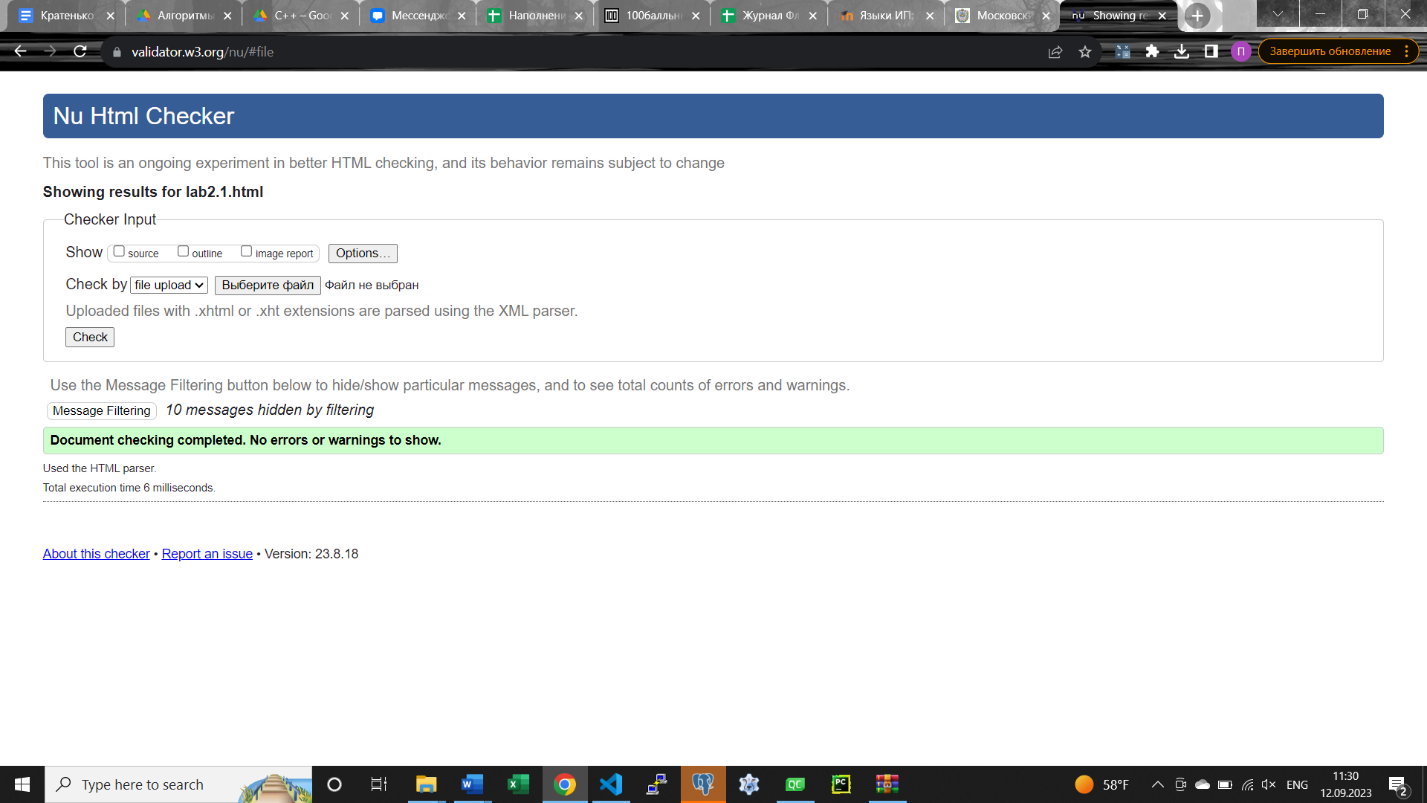 Кратенько
Алгоритмы
C++ – Goo
Мессендж
Наполнени
100балльн
Журнал Фл
Языки ИП:
Московск
Showing re
validator.w3.org/nu/#file
П
Завершить обновление
Nu Html Checker
This tool is an ongoing experiment in better HTML checking, and its behavior remains subject to change
Showing results for lab2.1.html
Checker Input
Show source outline image report Options...
Check by file upload Выберите файл Файл не выбран
Uploaded files with .xhtml or .xht extensions are parsed using the XML parser.
Check
Use the Message Filtering button below to hide/show particular messages, and to see total counts of errors and warnings.
Message Filtering 10 messages hidden by filtering
Document checking completed. No errors or warnings to show.
Used the HTML parser.
Total execution time 6 milliseconds.
About this checker • Report an issue • Version: 23.8.18
Type here to search
58°F
ENG
11:30
12.09.2023
2